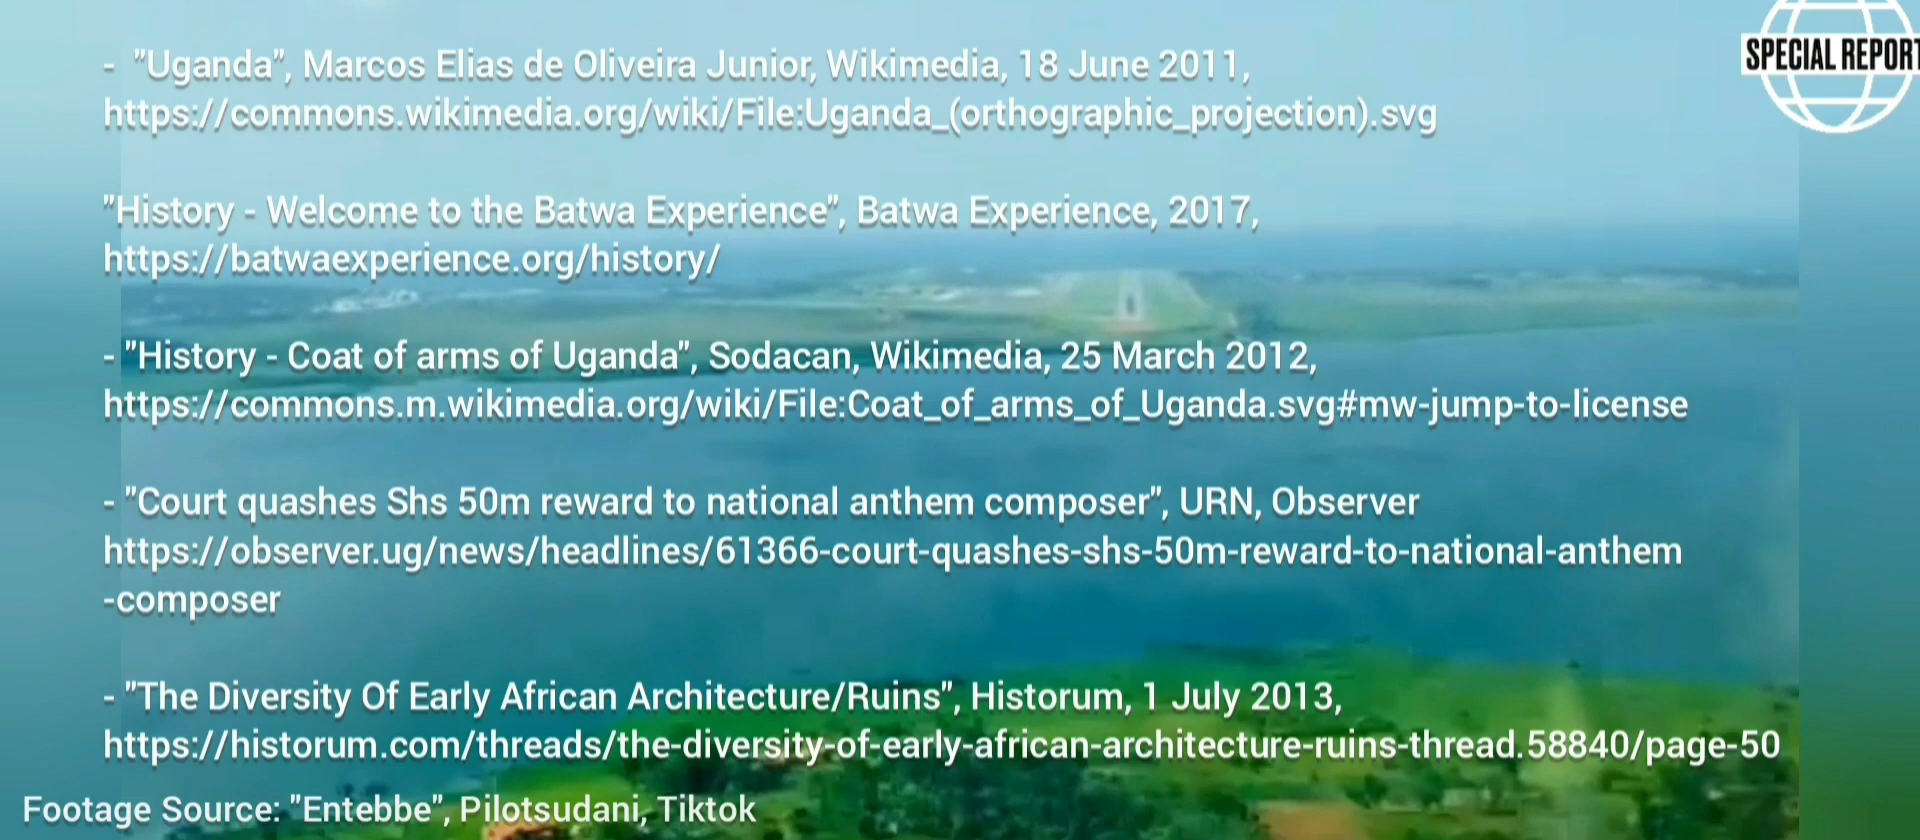 - "Uganda", Marcos Elias de Oliveira Junior, Wikimedia, 18 June 2011,
https://commons.wikimedia.org/wiki/File:Uganda_(orthographic_projection).svg
"History - Welcome to the Batwa Experience", Batwa Experience, 2017,
https://batwaexperience.org/history/
- "History - Coat of arms of Uganda", Sodacan, Wikimedia, 25 March 2012,
https://commons.m.wikimedia.org/wiki/File:Coat_of_arms_of_Uganda.svg#mw-jump-to-license
- "Court quashes Shs 50m reward to national anthem composer", URN, Observer
https://observer.ug/news/headlines/61366-court-quashes-shs-50m-reward-to-national-anthem
-composer
- "The Diversity Of Early African Architecture/Ruins", Historum, 1 July 2013,
https://historum.com/threads/the-diversity-of-early-african-architecture-ruins-thread.58840/page-50
Footage Source: "Entebbe", Pilotsudani, Tiktok
SPECIAL REPORT